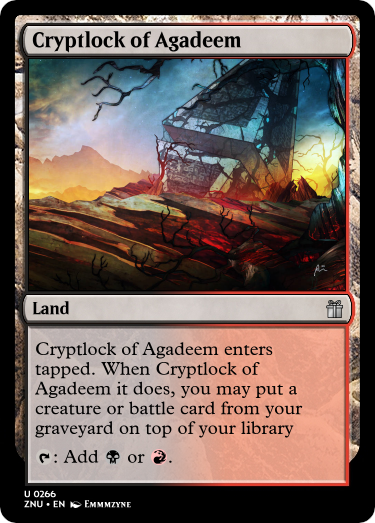 Cryptlock of Agadeem
Land
Cryptlock of Agadeem enters
tapped. When Cryptlock of
Agadeem it does, you may put a
creature or battle card from your
graveyard on top of your library
: Add or .
U 0266
ZNU • EN Emmmzyne